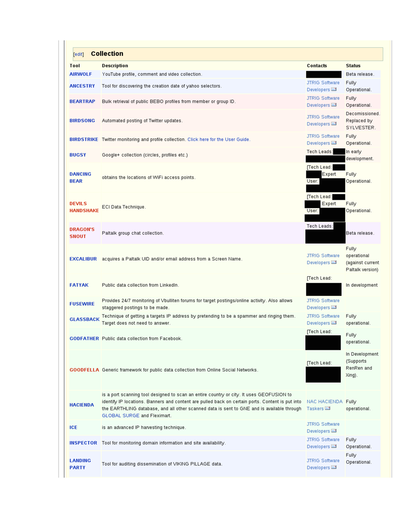 [edit] Collection
Tool Description Contacts Status
AIRWOLF YouTube profile, comment and video collection. Beta release.
ANCESTRY Tool for discovering the creation date of yahoo selectors. JTRIG Software Developers Fully Operational.
BEARTRAP Bulk retrieval of public BEBO profiles from member or group ID. JTRIG Software Developers Fully Operational.
BIRDSONG Automated posting of Twitter updates. JTRIG Software Developers Decommissioned. Replaced by SYLVESTER.
BIRDSTRIKE Twitter monitoring and profile collection. Click here for the User Guide. JTRIG Software Developers Fully Operational.
BUGSY Google+ collection (circles, profiles etc.) Tech Leads: In early development.
DANCING BEAR obtains the locations of WiFi access points. [Tech Lead: Expert User: Fully Operational.
DEVILS HANDSHAKE ECI Data Technique. [Tech Lead: Expert User: Fully Operational.
DRAGON'S SNOUT Paltalk group chat collection. Tech Leads: Beta release.
EXCALIBUR acquires a Paltalk UID and/or email address from a Screen Name. JTRIG Software Developers Fully operational (against current Paltalk version)
FATYAK Public data collection from LinkedIn. [Tech Lead: In development.
FUSEWIRE Provides 24/7 monitoring of Vbulliten forums for target postings/online activity. Also allows staggered postings to be made. JTRIG Software Developers Fully Operational.
GLASSBACK Technique of getting a targets IP address by pretending to be a spammer and ringing them. Target does not need to answer. JTRIG Software Developers Fully operational.
GODFATHER Public data collection from Facebook. [Tech Lead: Fully operational.
GOODFELLA Generic framework for public data collection from Online Social Networks. [Tech Lead: In Development (Supports RenRen and Xing).
HACIENDA is a port scanning tool designed to scan an entire country or city. It uses GEOFUSION to identify IP locations. Banners and content are pulled back on certain ports. Content is put into the EARTHLING database, and all other scanned data is sent to GNE and is available through GLOBAL SURGE and Fleximart. NAC HACIENDA Taskers Fully operational.
ICE is an advanced IP harvesting technique. JTRIG Software Developers Fully operational.
INSPECTOR Tool for monitoring domain information and site availability. JTRIG Software Developers Fully Operational.
LANDING PARTY Tool for auditing dissemination of VIKING PILLAGE data. JTRIG Software Developers Fully Operational.